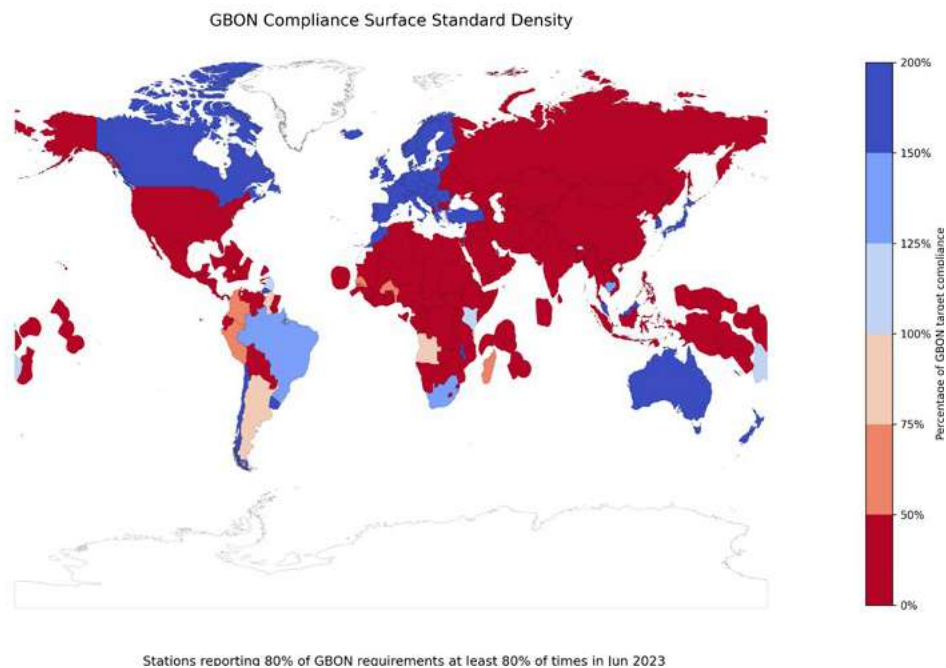 GBON Compliance Surface Standard Density
200%
150%
125%
100%
75%
50%
0%
Percentage of GBON target compliance
Stations reporting 80% of GBON requirements at least 80% of times in Jun 2023